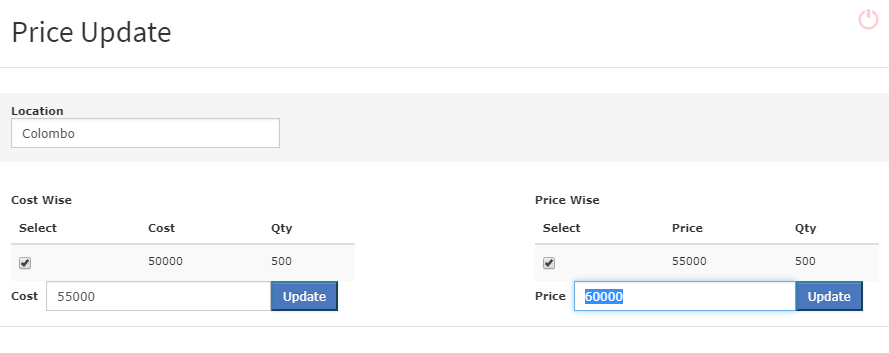 Price Update
Location
Colombo
Cost Wise
Select Cost Qty
50000 500
Cost 55000 Update
Price Wise
Select Price Qty
55000 500
Price 60000 Update